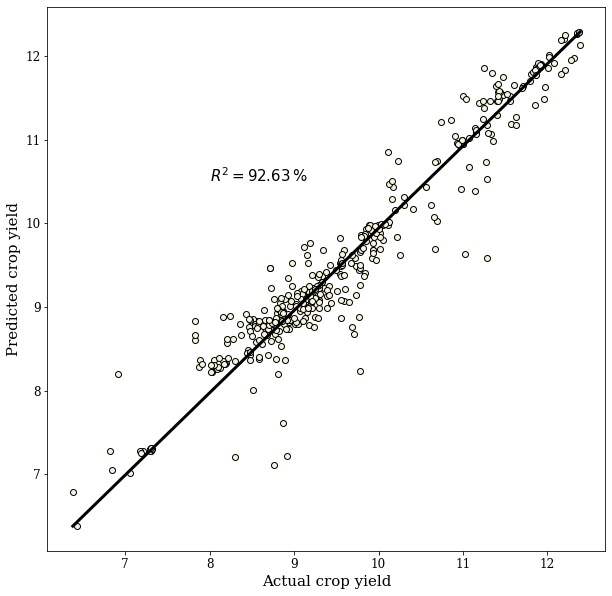 12
11
R² = 92.63 %
10
9
8
7
Predicted crop yield
7 8 9 10 11 12
Actual crop yield